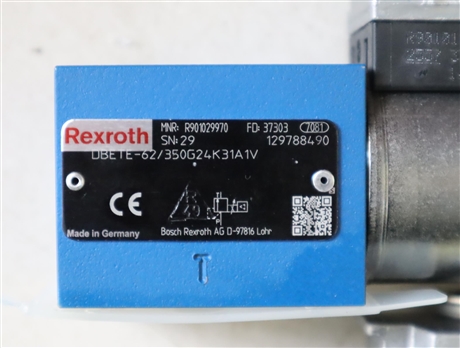 Rexroth
MNR: R901029970 FD: 37303 7081
SN: 29 129788490
DBETE-62/350G24K31A1V
CE
Made in Germany
Bosch Rexroth AG D-97816 Lohr
T
R90101